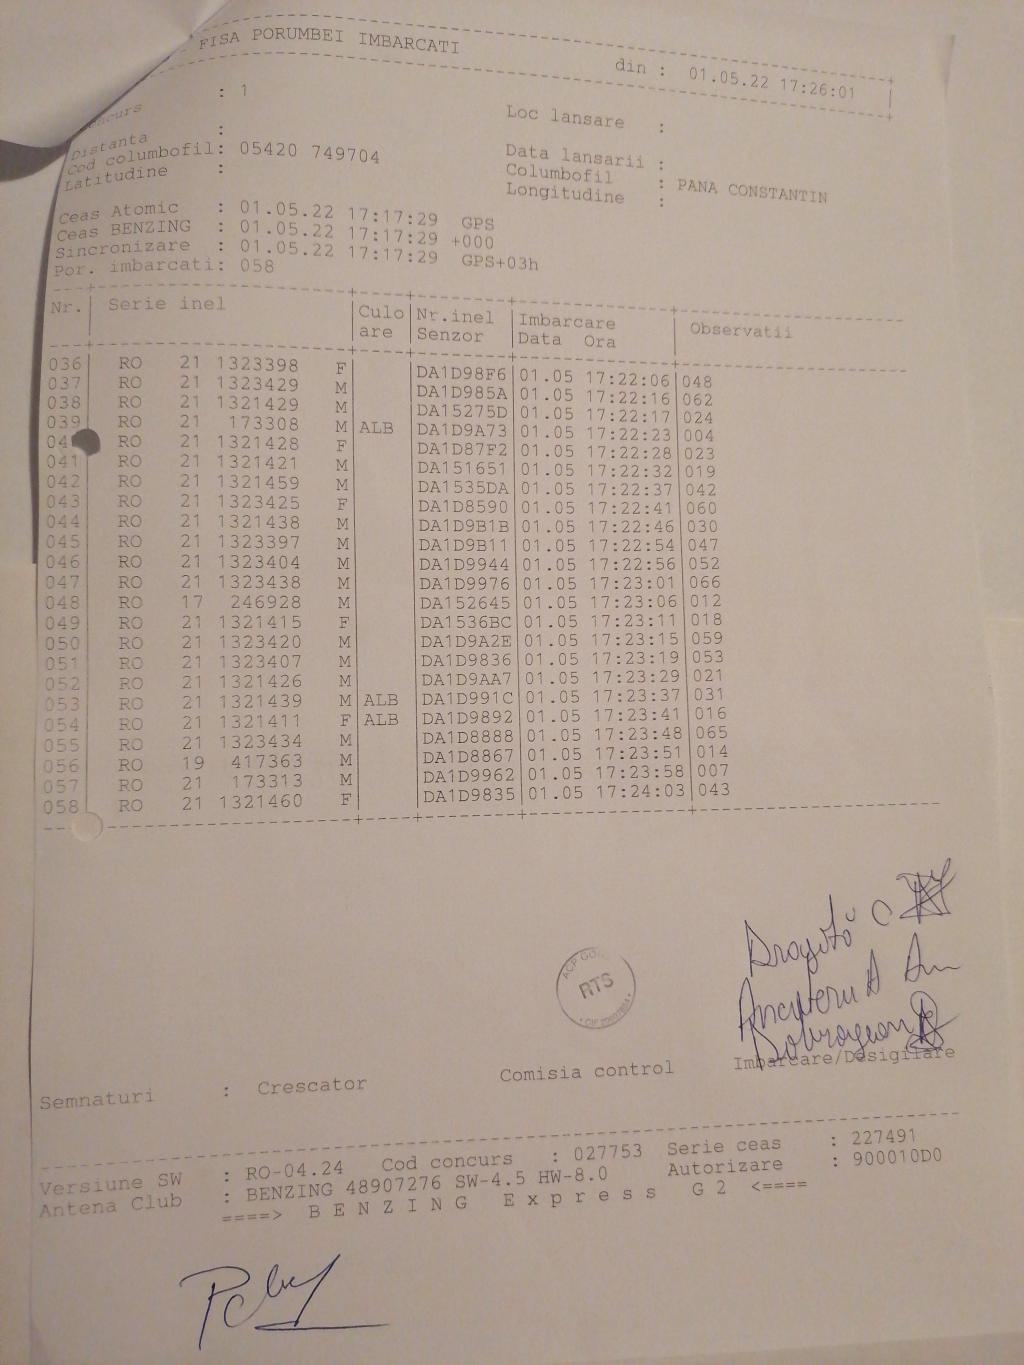 FISA PORUMBEI IMBARCATI
din : 01.05.22 17:26:01
: 1
Loc lansare :
Distanta :
Data lansarii :
Cod columbofil: 05420 749704
Columbofil : PANA CONSTANTIN
Latitudine :
Longitudine :
Ceas Atomic : 01.05.22 17:17:29 GPS
Ceas BENZING : 01.05.22 17:17:29 +000
Sincronizare : 01.05.22 17:17:29 GPS+03h
Por. imbarcati: 058
Nr. Serie inel Culo Nr.inel Imbarcare Observatii
are Senzor Data Ora
036 RO 21 1323398 F DA1D98F6 01.05 17:22:06 048
037 RO 21 1323429 M DA1D985A 01.05 17:22:16 062
038 RO 21 1321429 M DA15275D 01.05 17:22:17 024
039 RO 21 173308 M ALB DA1D9A73 01.05 17:22:23 004
04 RO 21 1321428 F DA1D87F2 01.05 17:22:28 023
041 RO 21 1321421 M DA151651 01.05 17:22:32 019
042 RO 21 1321459 M DA1535DA 01.05 17:22:37 042
043 RO 21 1323425 F DA1D8590 01.05 17:22:41 060
044 RO 21 1321438 M DA1D9B1B 01.05 17:22:46 030
045 RO 21 1323397 M DA1D9B11 01.05 17:22:54 047
046 RO 21 1323404 M DA1D9944 01.05 17:22:56 052
047 RO 21 1323438 M DA1D9976 01.05 17:23:01 066
048 RO 17 246928 M DA152645 01.05 17:23:06 012
049 RO 21 1321415 F DA1536BC 01.05 17:23:11 018
050 RO 21 1323420 M DA1D9A2E 01.05 17:23:15 059
051 RO 21 1323407 M DA1D9836 01.05 17:23:19 053
052 RO 21 1321426 M DA1D9AA7 01.05 17:23:29 021
053 RO 21 1321439 M ALB DA1D991C 01.05 17:23:37 031
054 RO 21 1321411 F ALB DA1D9892 01.05 17:23:41 016
055 RO 21 1323434 M DA1D8888 01.05 17:23:48 065
056 RO 19 417363 M DA1D8867 01.05 17:23:51 014
057 RO 21 173313 M DA1D9962 01.05 17:23:58 007
058 RO 21 1321460 F DA1D9835 01.05 17:24:03 043
RTS
Semnaturi : Crescator Comisia control Imbarcare/Desigilare
Versiune SW : RO-04.24 Cod concurs : 027753 Serie ceas : 227491
Antena Club : BENZING 48907276 SW-4.5 HW-8.0 Autorizare : 900010D0
====> BENZING Express G2 <====